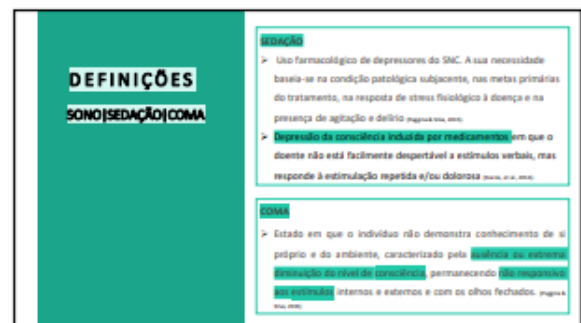 DEFINIÇÕES
SONO|SEDAÇÃO|COMA
SEDAÇÃO
➢ Uso farmacológico de depressores do SNC. A sua necessidade
baseia-se na condição patológica subjacente, nas metas primárias
do tratamento, na resposta de stress fisiológico à doença e na
presença de agitação e delírio
➢ Depressão da consciência induzida por medicamentos em que o
doente não está facilmente despertável a estímulos verbais, mas
responde à estimulação repetida e/ou dolorosa
COMA
➢ Estado em que o indivíduo não demonstra conhecimento de si
próprio e do ambiente, caracterizado pela ausência ou extrema
diminuição do nível de consciência, permanecendo não responsivo
aos estímulos internos e externos e com os olhos fechados.